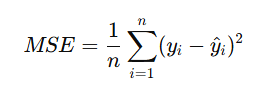 MSE = \frac{1}{n} \sum_{i=1}^{n} (y_i - \hat{y}_i)^2